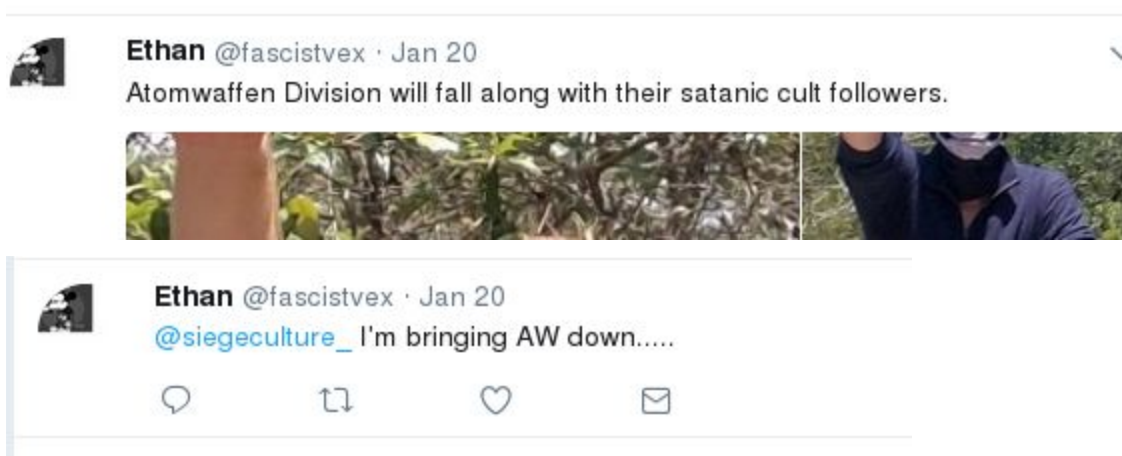 Ethan @fascistvex · Jan 20
Atomwaffen Division will fall along with their satanic cult followers.
Ethan @fascistvex · Jan 20
@siegeculture_ I'm bringing AW down.....